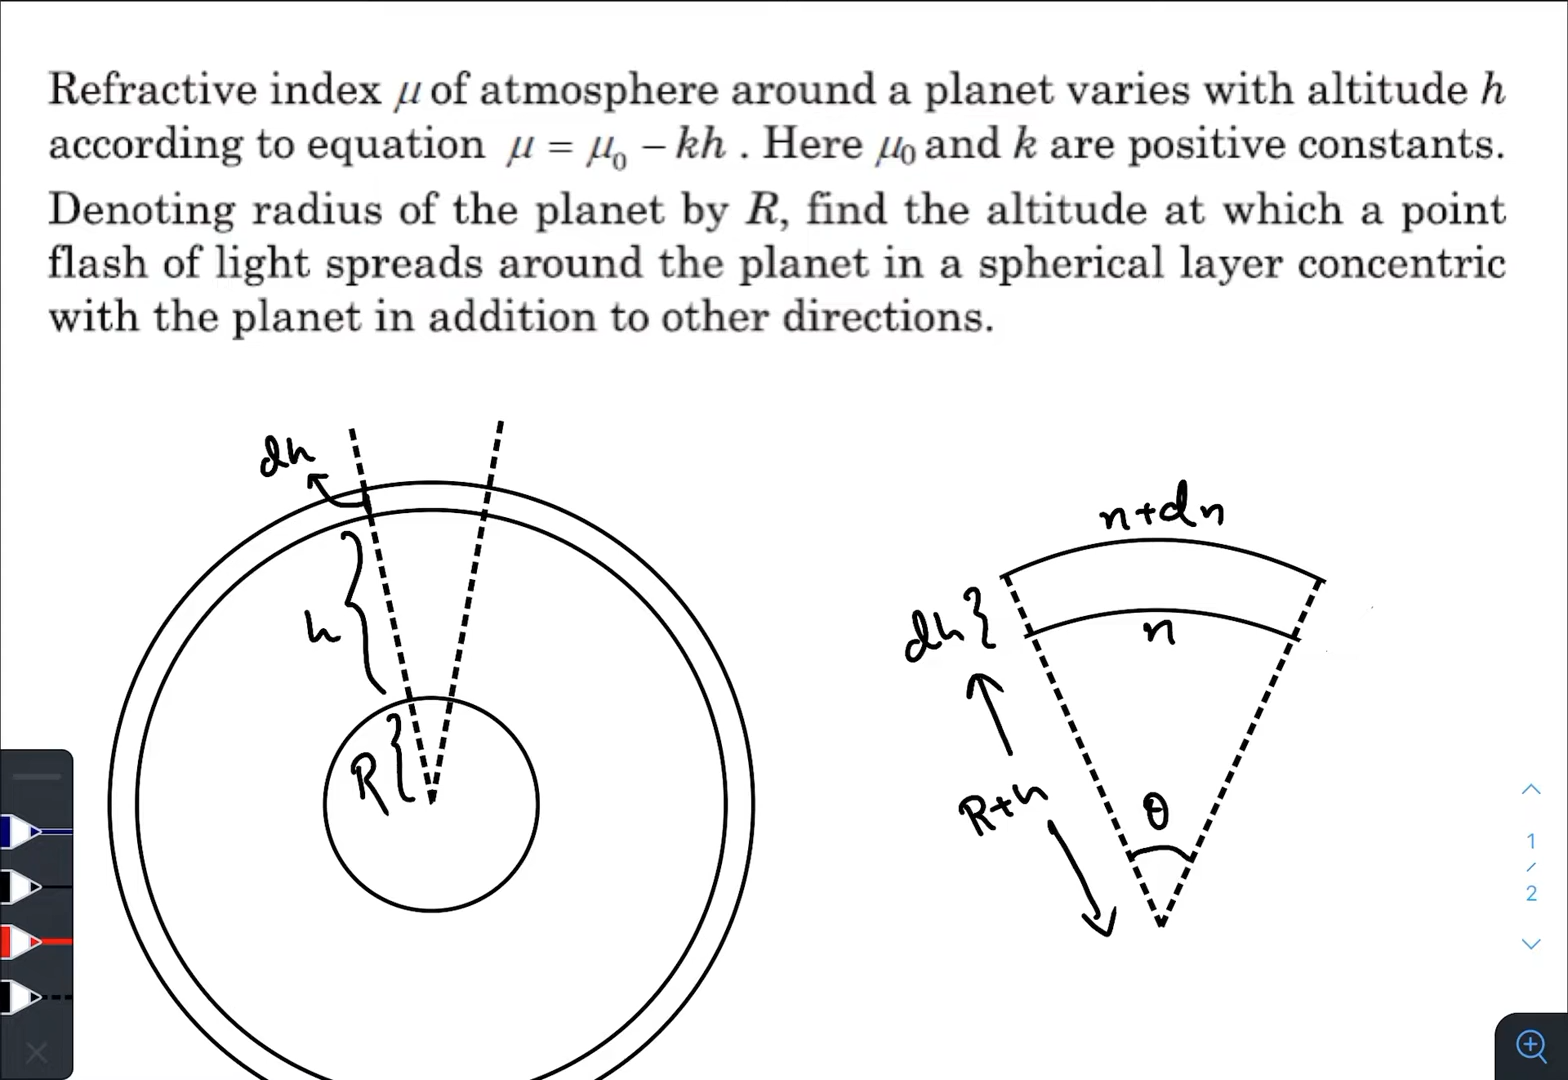 Refractive index μ of atmosphere around a planet varies with altitude h
according to equation μ = μ₀ – kh . Here μ₀ and k are positive constants.
Denoting radius of the planet by R, find the altitude at which a point
flash of light spreads around the planet in a spherical layer concentric
with the planet in addition to other directions.
dh
h
R
n+dn
dh
n
R+h
θ
1
/
2